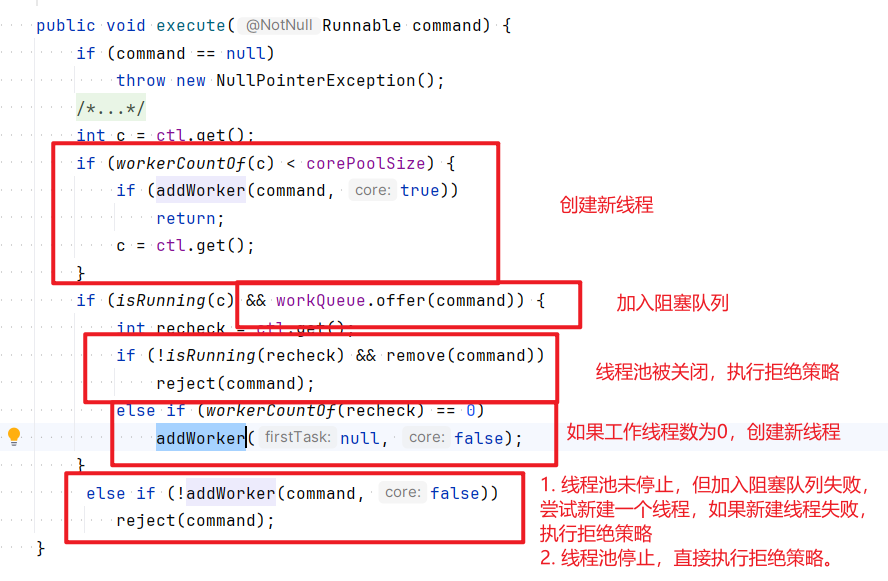 public void execute( @NotNull Runnable command) {
if (command == null)
throw new NullPointerException();
/*...*/
int c = ctl.get();
if (workerCountOf(c) < corePoolSize) {
if (addWorker(command, core: true))
return;
c = ctl.get();
}
创建新线程
if (isRunning(c) && workQueue.offer(command)) {
加入阻塞队列
int recheck = ctl.get();
if (!isRunning(recheck) && remove(command))
reject(command);
线程池被关闭，执行拒绝策略
else if (workerCountOf(recheck) == 0)
addWorker( firstTask: null, core: false);
如果工作线程数为0，创建新线程
}
else if (!addWorker(command, core: false))
reject(command);
}
1. 线程池未停止，但加入阻塞队列失败，
尝试新建一个线程，如果新建线程失败，
执行拒绝策略
2. 线程池停止，直接执行拒绝策略。